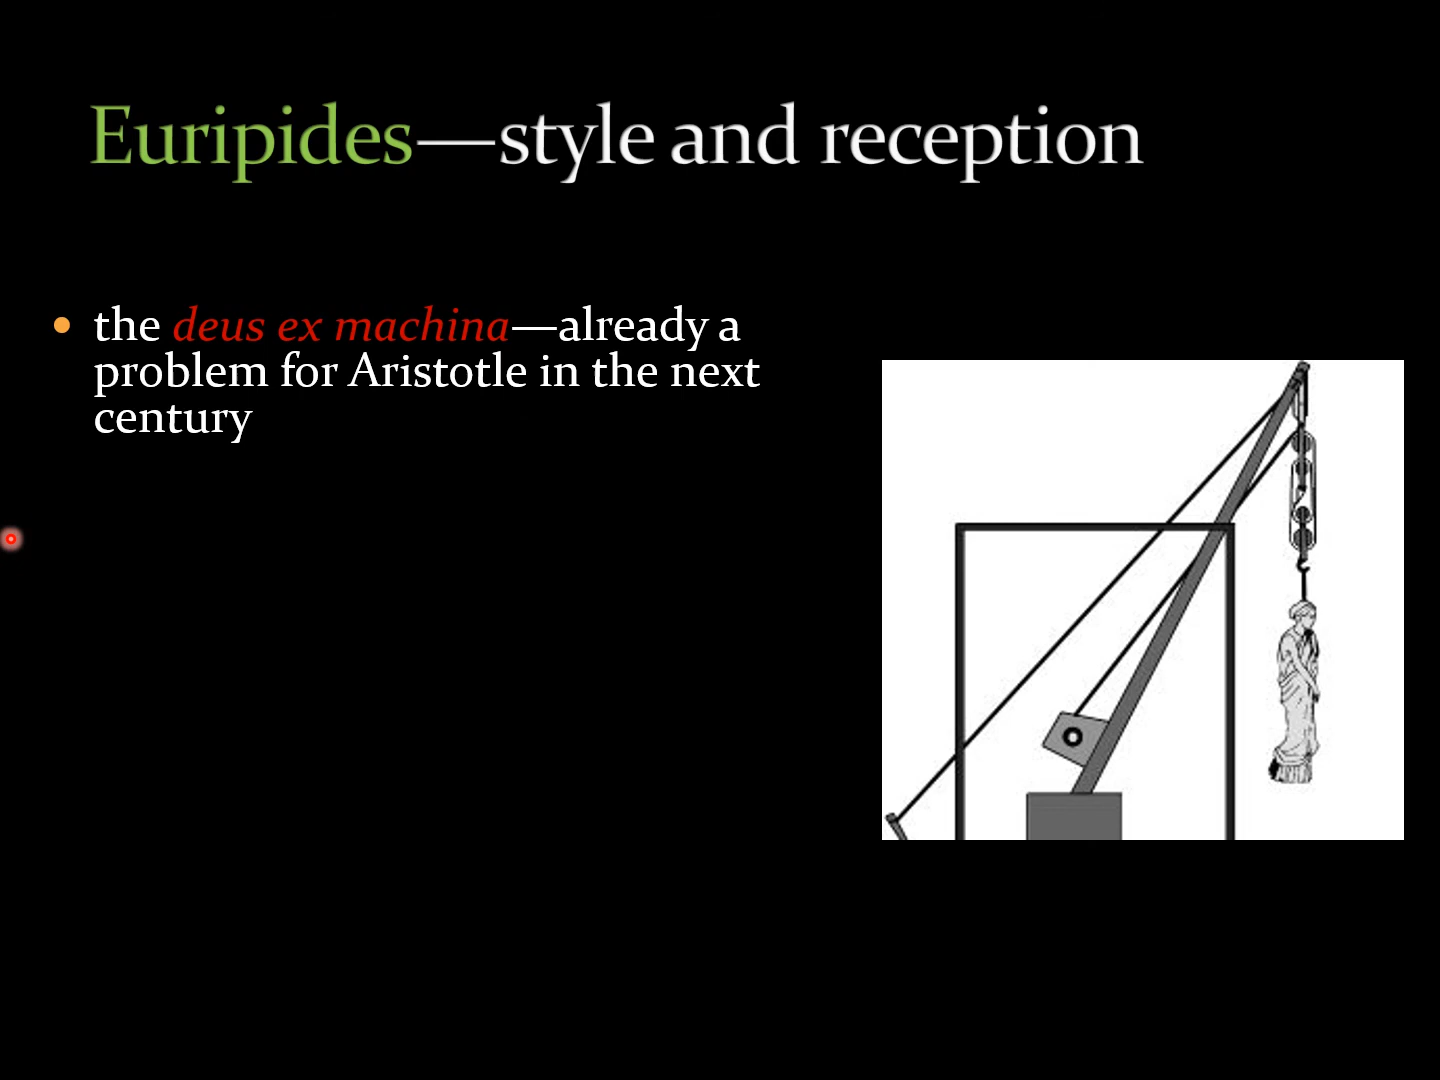 Euripides—style and reception
• the deus ex machina—already a
problem for Aristotle in the next
century